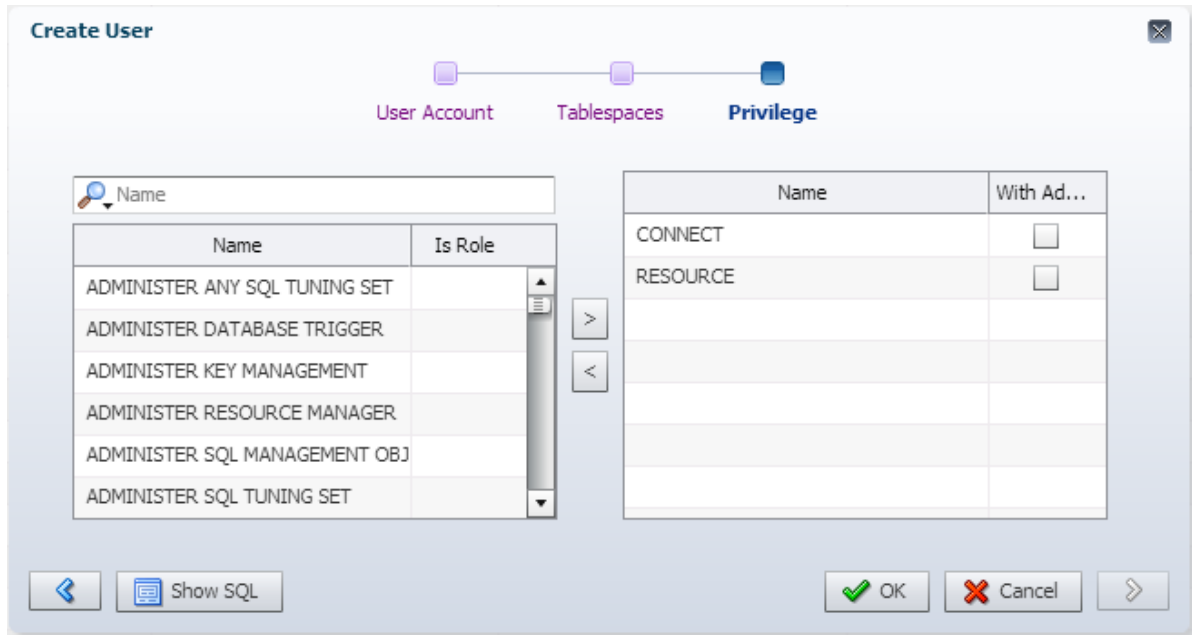 Create User
User Account
Tablespaces
Privilege
Name
Name Is Role
ADMINISTER ANY SQL TUNING SET
ADMINISTER DATABASE TRIGGER
ADMINISTER KEY MANAGEMENT
ADMINISTER RESOURCE MANAGER
ADMINISTER SQL MANAGEMENT OBJ
ADMINISTER SQL TUNING SET
>
<
Name With Ad...
CONNECT
RESOURCE
Show SQL
OK
Cancel